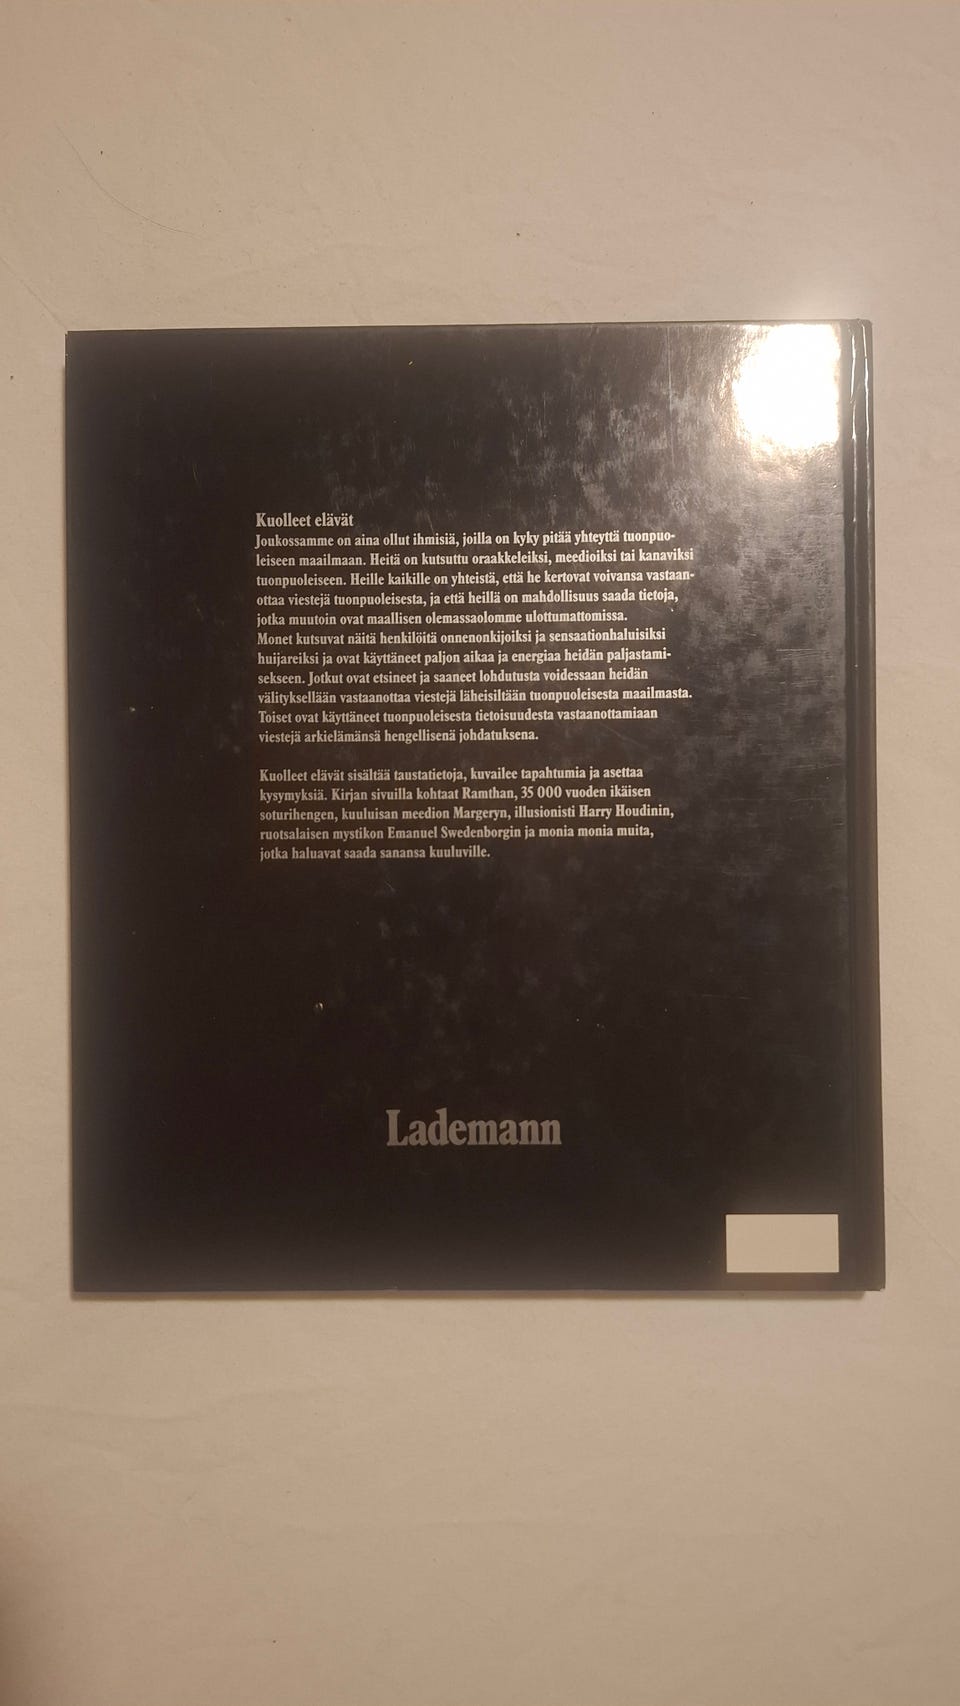 Kuolleet elävät
Joukossamme on aina ollut ihmisiä, joilla on kyky pitää yhteyttä tuonpuo-
leiseen maailmaan. Heitä on kutsuttu oraakkeleiksi, meedioiksi tai kanaviksi
tuonpuoleiseen. Heille kaikille on yhteistä, että he kertovat voivansa vastaan-
ottaa viestejä tuonpuoleisesta, ja että heillä on mahdollisuus saada tietoja,
jotka muutoin ovat maallisen olemassaolomme ulottumattomissa.
Monet kutsuvat näitä henkilöitä onnenonkijoiksi ja sensaationhaluisiksi
huijareiksi ja ovat käyttäneet paljon aikaa ja energiaa heidän paljastami-
sekseen. Jotkut ovat etsineet ja saaneet lohdutusta voidessaan heidän
välityksellään vastaanottaa viestejä läheisiltään tuonpuoleisesta maailmasta.
Toiset ovat käyttäneet tuonpuoleisesta tietoisuudesta vastaanottamiaan
viestejä arkielämänsä hengellisenä johdatuksena.
Kuolleet elävät sisältää taustatietoja, kuvailee tapahtumia ja asettaa
kysymyksiä. Kirjan sivuilla kohtaat Ramthan, 35 000 vuoden ikäisen
soturihengen, kuuluisan meedion Margeryn, illusionisti Harry Houdinin,
ruotsalaisen mystikon Emanuel Swedenborgin ja monia monia muita,
jotka haluavat saada sanansa kuuluville.
Lademann